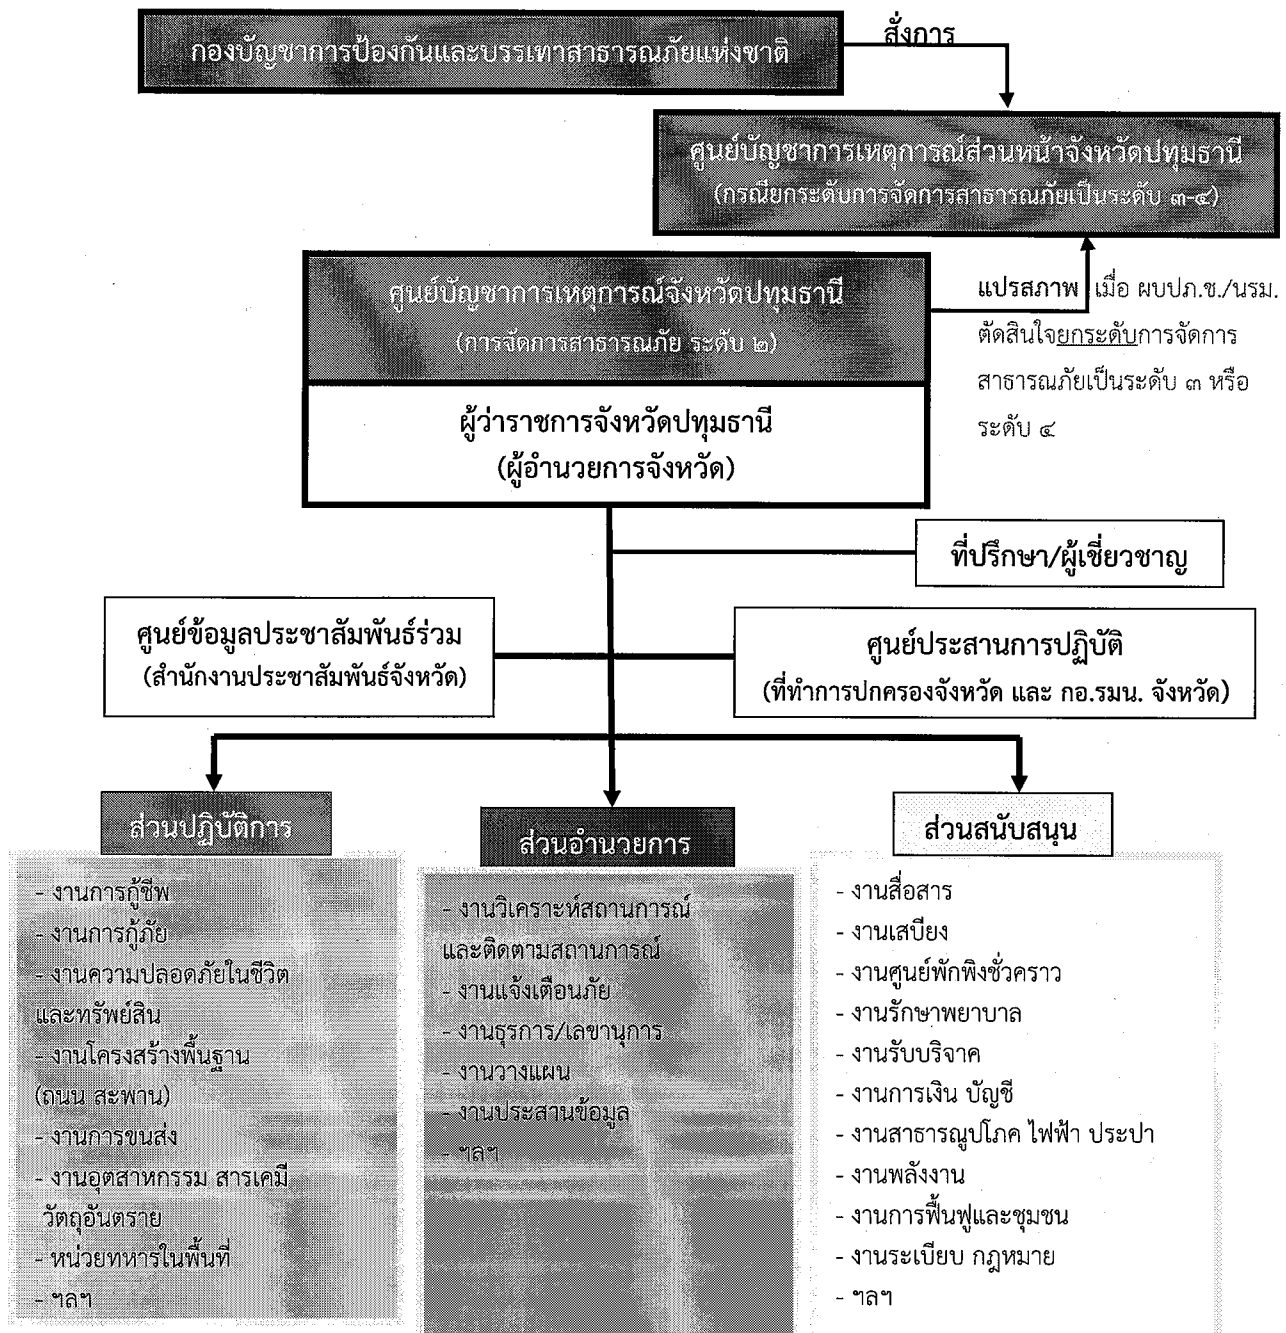 กองบัญชาการป้องกันและบรรเทาสาธารณภัยแห่งชาติ
สั่งการ
ศูนย์บัญชาการเหตุการณ์ส่วนหน้าจังหวัดปทุมธานี
(กรณียกระดับการจัดการสาธารณภัยเป็นระดับ ๓-๔)
ศูนย์บัญชาการเหตุการณ์จังหวัดปทุมธานี
(การจัดการสาธารณภัย ระดับ ๒)
แปรสภาพ เมื่อ ผบปภ.ช./นรม.
ตัดสินใจยกระดับการจัดการ
สาธารณภัยเป็นระดับ ๓ หรือ
ระดับ ๔
ผู้ว่าราชการจังหวัดปทุมธานี
(ผู้อำนวยการจังหวัด)
ที่ปรึกษา/ผู้เชี่ยวชาญ
ศูนย์ข้อมูลประชาสัมพันธ์ร่วม
(สำนักงานประชาสัมพันธ์จังหวัด)
ศูนย์ประสานการปฏิบัติ
(ที่ทำการปกครองจังหวัด และ กอ.รมน. จังหวัด)
ส่วนปฏิบัติการ
- งานการกู้ชีพ
- งานการกู้ภัย
- งานความปลอดภัยในชีวิต
และทรัพย์สิน
- งานโครงสร้างพื้นฐาน
(ถนน สะพาน)
- งานการขนส่ง
- งานอุตสาหกรรม สารเคมี
วัตถุอันตราย
- หน่วยทหารในพื้นที่
- ฯลฯ
ส่วนอำนวยการ
- งานวิเคราะห์สถานการณ์
และติดตามสถานการณ์
- งานแจ้งเตือนภัย
- งานธุรการ/เลขานุการ
- งานวางแผน
- งานประสานข้อมูล
- ฯลฯ
ส่วนสนับสนุน
- งานสื่อสาร
- งานเสบียง
- งานศูนย์พักพิงชั่วคราว
- งานรักษาพยาบาล
- งานรับบริจาค
- งานการเงิน บัญชี
- งานสาธารณูปโภค ไฟฟ้า ประปา
- งานพลังงาน
- งานการฟื้นฟูและชุมชน
- งานระเบียบ กฎหมาย
- ฯลฯ